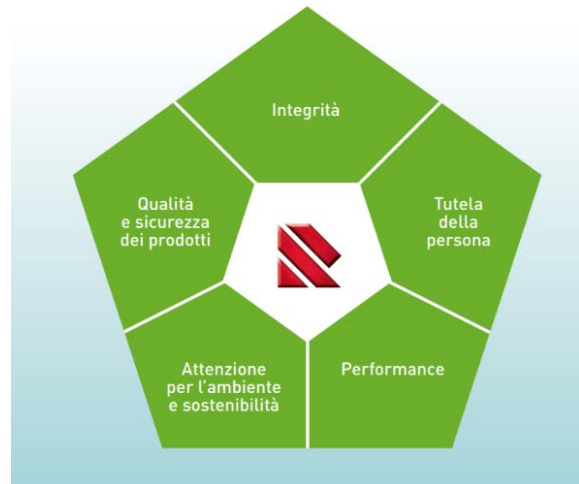 Integrità
Qualità
e sicurezza
dei prodotti
Tutela
della
persona
Attenzione
per l'ambiente
e sostenibilità
Performance